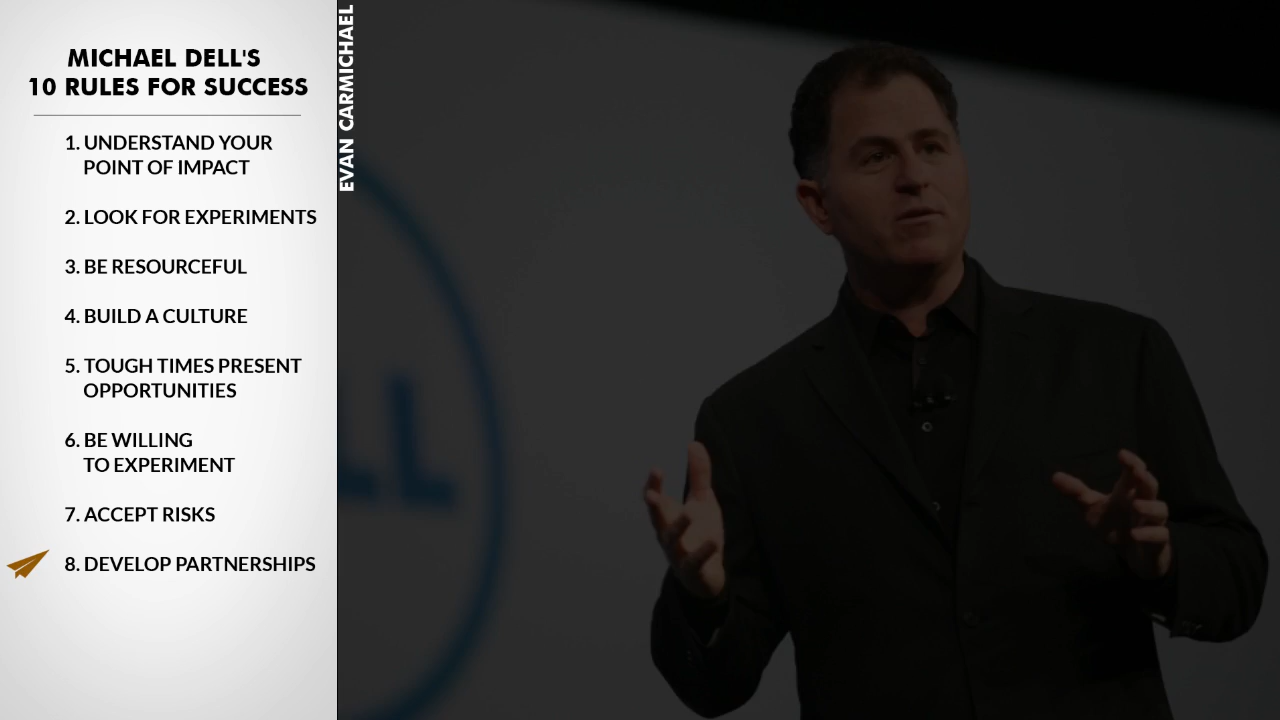 MICHAEL DELL'S
10 RULES FOR SUCCESS
1. UNDERSTAND YOUR
POINT OF IMPACT
2. LOOK FOR EXPERIMENTS
3. BE RESOURCEFUL
4. BUILD A CULTURE
5. TOUGH TIMES PRESENT
OPPORTUNITIES
6. BE WILLING
TO EXPERIMENT
7. ACCEPT RISKS
8. DEVELOP PARTNERSHIPS
EVAN CARMICHAEL
LL